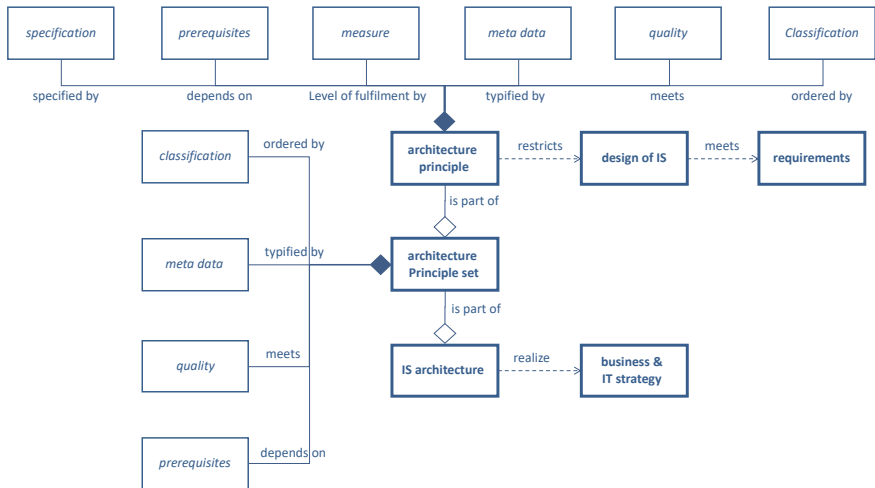 specification
prerequisites
measure
meta data
quality
Classification
specified by
depends on
Level of fulfilment by
typified by
meets
ordered by
classification
ordered by
architecture
principle
restricts
design of IS
meets
requirements
is part of
meta data
typified by
architecture
Principle set
is part of
quality
meets
IS architecture
realize
business &
IT strategy
prerequisites
depends on